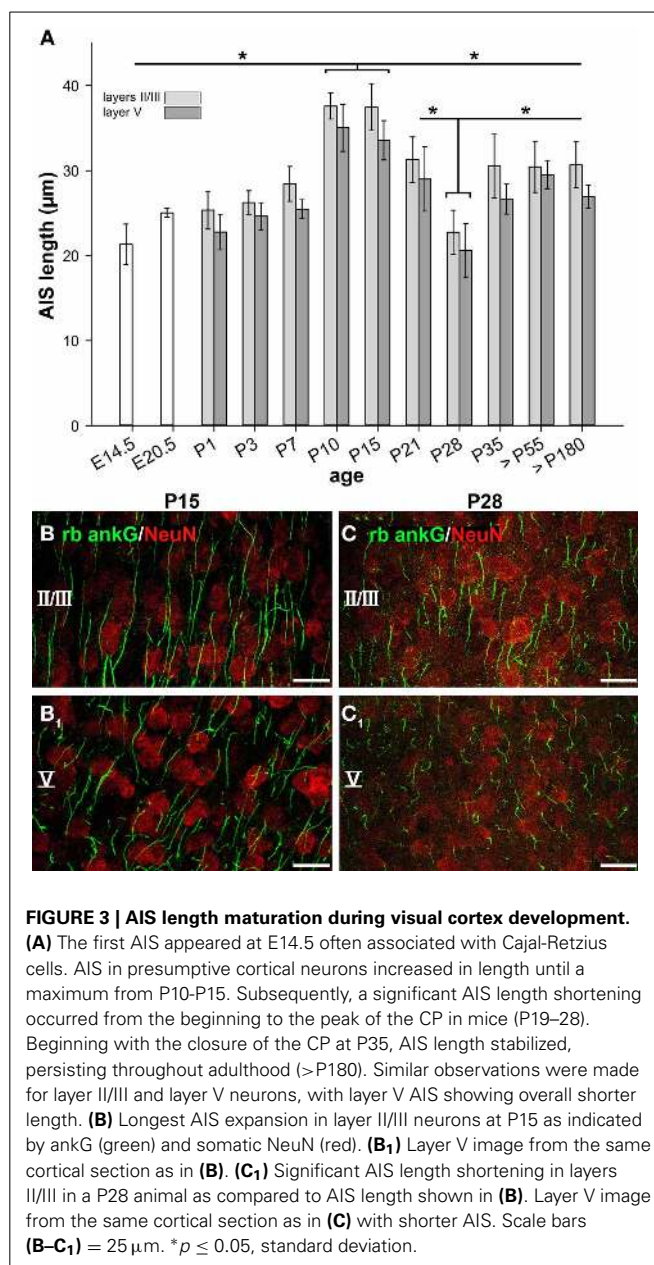 A
* *
* *
layers II/III
layer V
AIS length (µm)
40
30
20
10
0
E14.5 E20.5 P1 P3 P7 P10 P15 P21 P28 P35 > P55 > P180
age
P15 P28
B rb ankG/NeuN
II/III
C rb ankG/NeuN
II/III
B1
V
C1
V
FIGURE 3 | AIS length maturation during visual cortex development.
(A) The first AIS appeared at E14.5 often associated with Cajal-Retzius
cells. AIS in presumptive cortical neurons increased in length until a
maximum from P10-P15. Subsequently, a significant AIS length shortening
occurred from the beginning to the peak of the CP in mice (P19–28).
Beginning with the closure of the CP at P35, AIS length stabilized,
persisting throughout adulthood (>P180). Similar observations were made
for layer II/III and layer V neurons, with layer V AIS showing overall shorter
length. (B) Longest AIS expansion in layer II/III neurons at P15 as indicated
by ankG (green) and somatic NeuN (red). (B1) Layer V image from the same
cortical section as in (B). (C1) Significant AIS length shortening in layers
II/III in a P28 animal as compared to AIS length shown in (B). Layer V image
from the same cortical section as in (C) with shorter AIS. Scale bars
(B–C1) = 25 µm. *p ≤ 0.05, standard deviation.